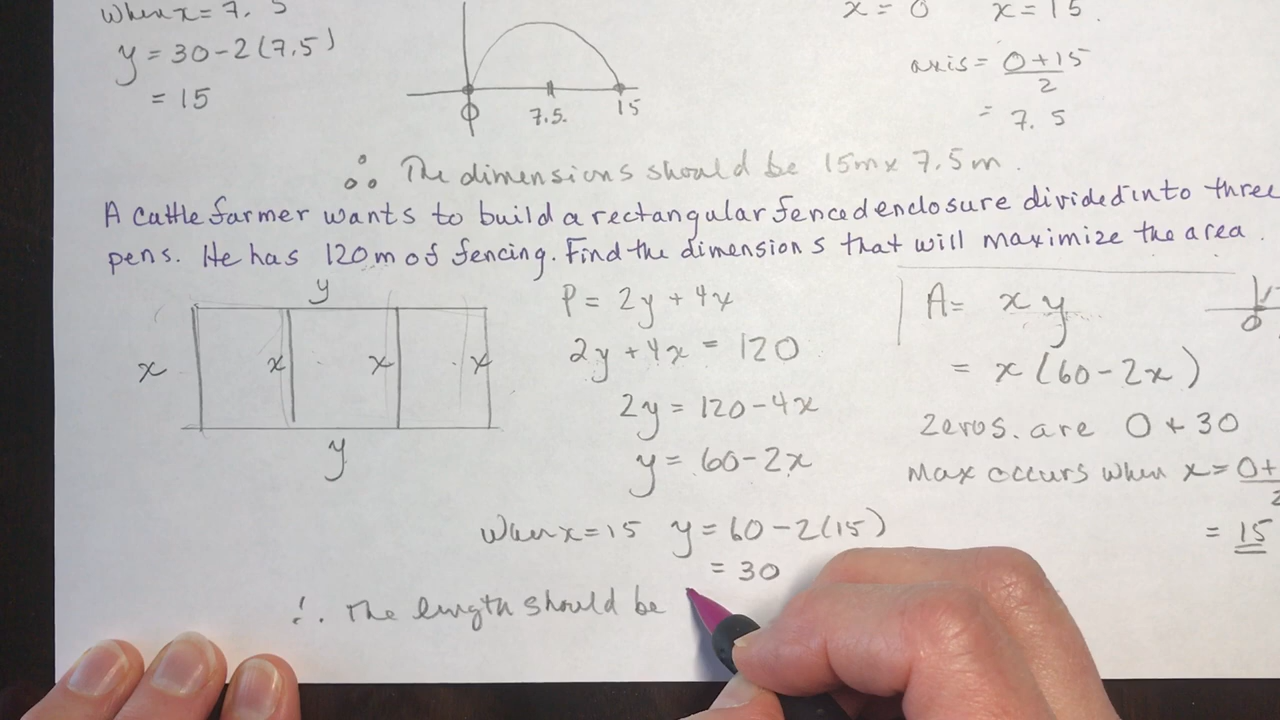 when x = 7. 5
y = 30 - 2(7.5)
= 15
0
7.5.
15
x = 0 x = 15.
axis = 0 + 15
2
= 7. 5
∴ The dimensions should be 15m x 7.5m.
A cattle farmer wants to build a rectangular fenced enclosure divided into three
pens. He has 120m of fencing. Find the dimensions that will maximize the area.
y
x x x x
y
P = 2y + 4x
2y + 4x = 120
2y = 120 - 4x
y = 60 - 2x
A = xy
= x(60 - 2x)
zeros. are 0 + 30
Max occurs when x = 0+
2
= 15
0
when x = 15 y = 60 - 2(15)
= 30
∴ The length should be